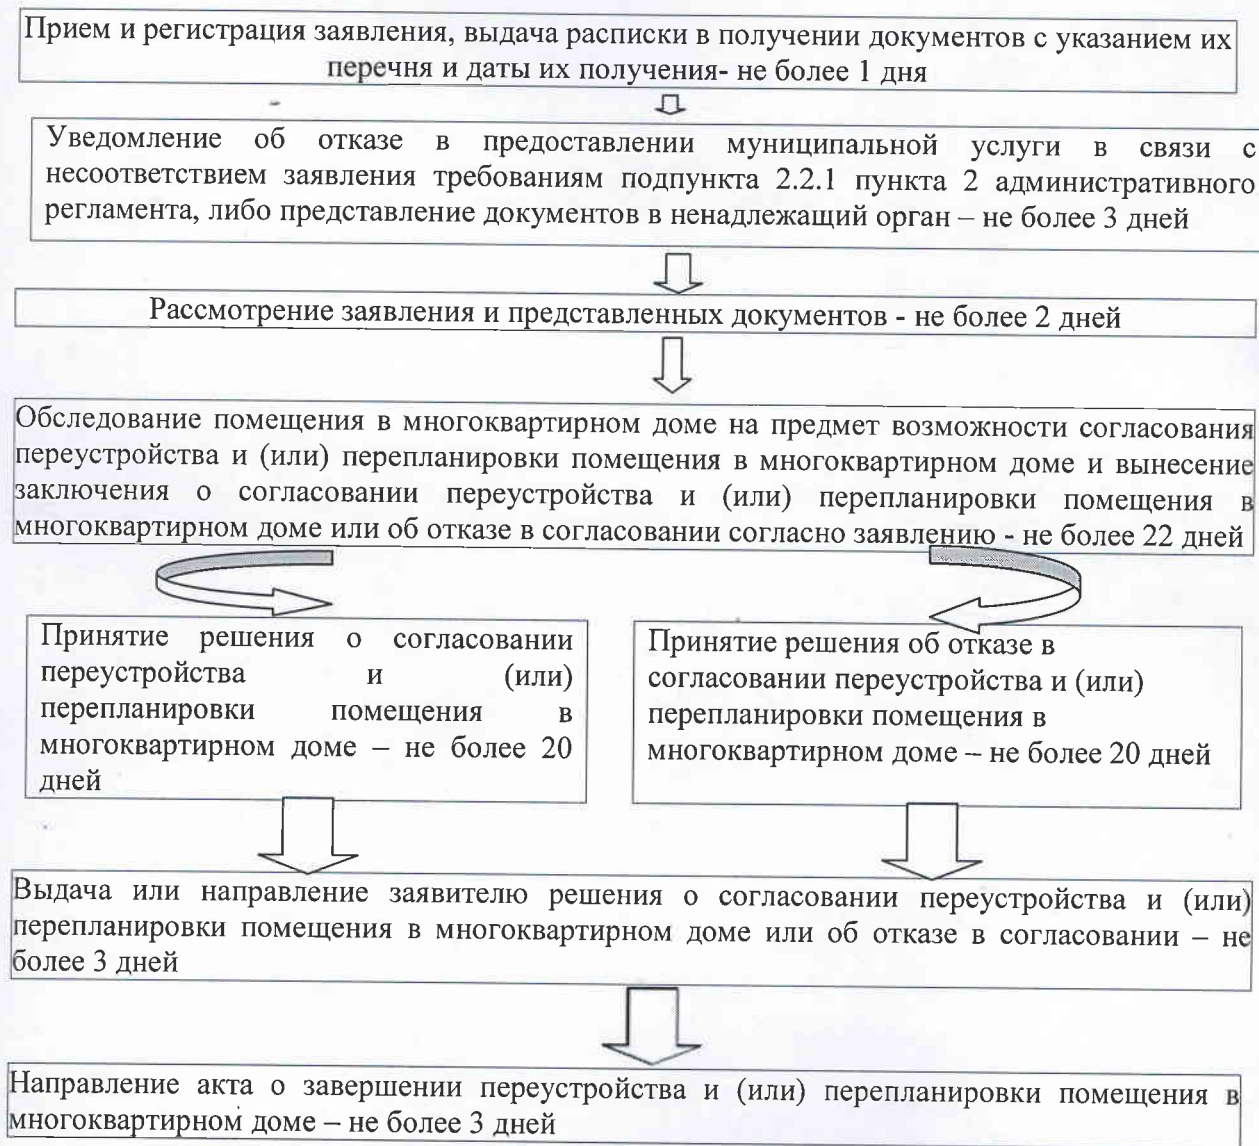 Прием и регистрация заявления, выдача расписки в получении документов с указанием их
перечня и даты их получения- не более 1 дня
Уведомление об отказе в предоставлении муниципальной услуги в связи с
несоответствием заявления требованиям подпункта 2.2.1 пункта 2 административного
регламента, либо представление документов в ненадлежащий орган – не более 3 дней
Рассмотрение заявления и представленных документов - не более 2 дней
Обследование помещения в многоквартирном доме на предмет возможности согласования
переустройства и (или) перепланировки помещения в многоквартирном доме и вынесение
заключения о согласовании переустройства и (или) перепланировки помещения в
многоквартирном доме или об отказе в согласовании согласно заявлению - не более 22 дней
Принятие решения о согласовании
переустройства и (или)
перепланировки помещения в
многоквартирном доме – не более 20
дней
Принятие решения об отказе в
согласовании переустройства и (или)
перепланировки помещения в
многоквартирном доме – не более 20 дней
Выдача или направление заявителю решения о согласовании переустройства и (или)
перепланировки помещения в многоквартирном доме или об отказе в согласовании – не
более 3 дней
Направление акта о завершении переустройства и (или) перепланировки помещения в
многоквартирном доме – не более 3 дней